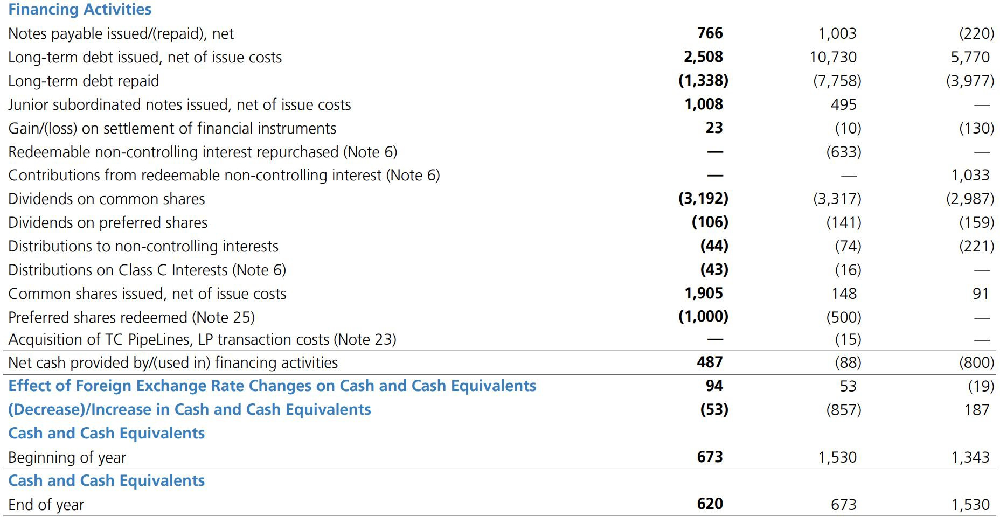 Financing Activities
Notes payable issued/(repaid), net 766 1,003 (220)
Long-term debt issued, net of issue costs 2,508 10,730 5,770
Long-term debt repaid (1,338) (7,758) (3,977)
Junior subordinated notes issued, net of issue costs 1,008 495 —
Gain/(loss) on settlement of financial instruments 23 (10) (130)
Redeemable non-controlling interest repurchased (Note 6) — (633) —
Contributions from redeemable non-controlling interest (Note 6) — — 1,033
Dividends on common shares (3,192) (3,317) (2,987)
Dividends on preferred shares (106) (141) (159)
Distributions to non-controlling interests (44) (74) (221)
Distributions on Class C Interests (Note 6) (43) (16) —
Common shares issued, net of issue costs 1,905 148 91
Preferred shares redeemed (Note 25) (1,000) (500) —
Acquisition of TC PipeLines, LP transaction costs (Note 23) — (15) —
Net cash provided by/(used in) financing activities 487 (88) (800)
Effect of Foreign Exchange Rate Changes on Cash and Cash Equivalents 94 53 (19)
(Decrease)/Increase in Cash and Cash Equivalents (53) (857) 187
Cash and Cash Equivalents
Beginning of year 673 1,530 1,343
Cash and Cash Equivalents
End of year 620 673 1,530